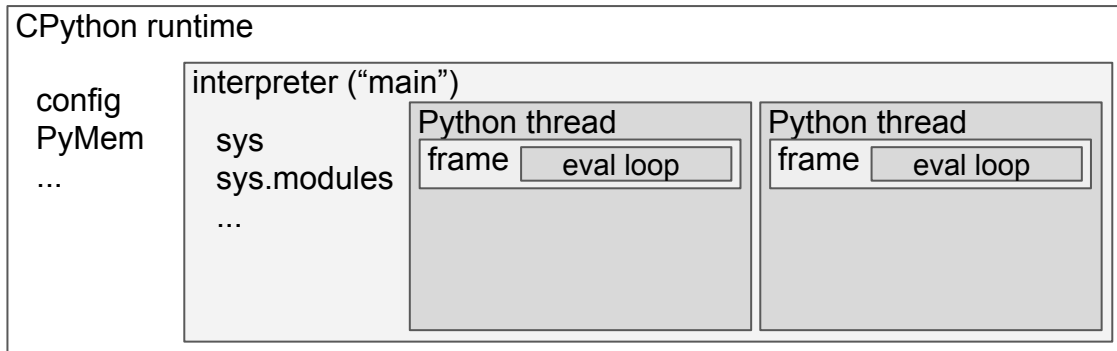 CPython runtime
config
PyMem
...
interpreter (“main”)
sys
sys.modules
...
Python thread
frame
eval loop
Python thread
frame
eval loop